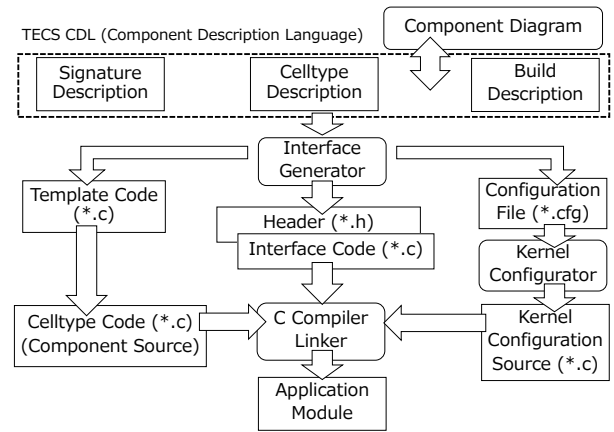 Component Diagram
TECS CDL (Component Description Language)
Signature
Description
Celltype
Description
Build
Description
Interface
Generator
Template Code
(*.c)
Header (*.h)
Interface Code (*.c)
Configuration
File (*.cfg)
Kernel
Configurator
Celltype Code (*.c)
(Component Source)
C Compiler
Linker
Kernel
Configuration
Source (*.c)
Application
Module